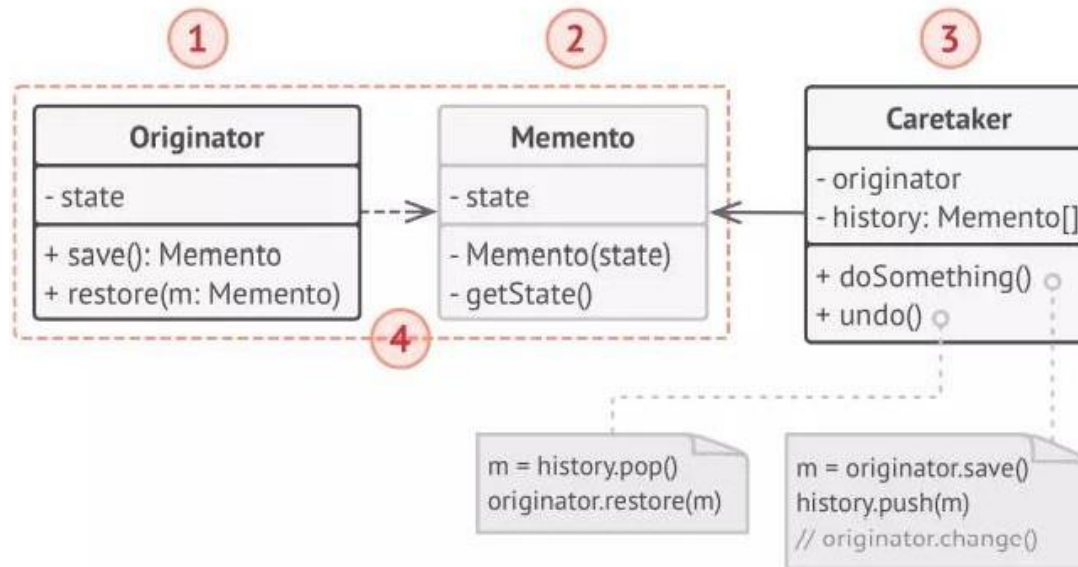 1
2
3
Originator
- state
+ save(): Memento
+ restore(m: Memento)
Memento
- state
- Memento(state)
- getState()
Caretaker
- originator
- history: Memento[]
+ doSomething()
+ undo()
4
m = history.pop()
originator.restore(m)
m = originator.save()
history.push(m)
// originator.change()